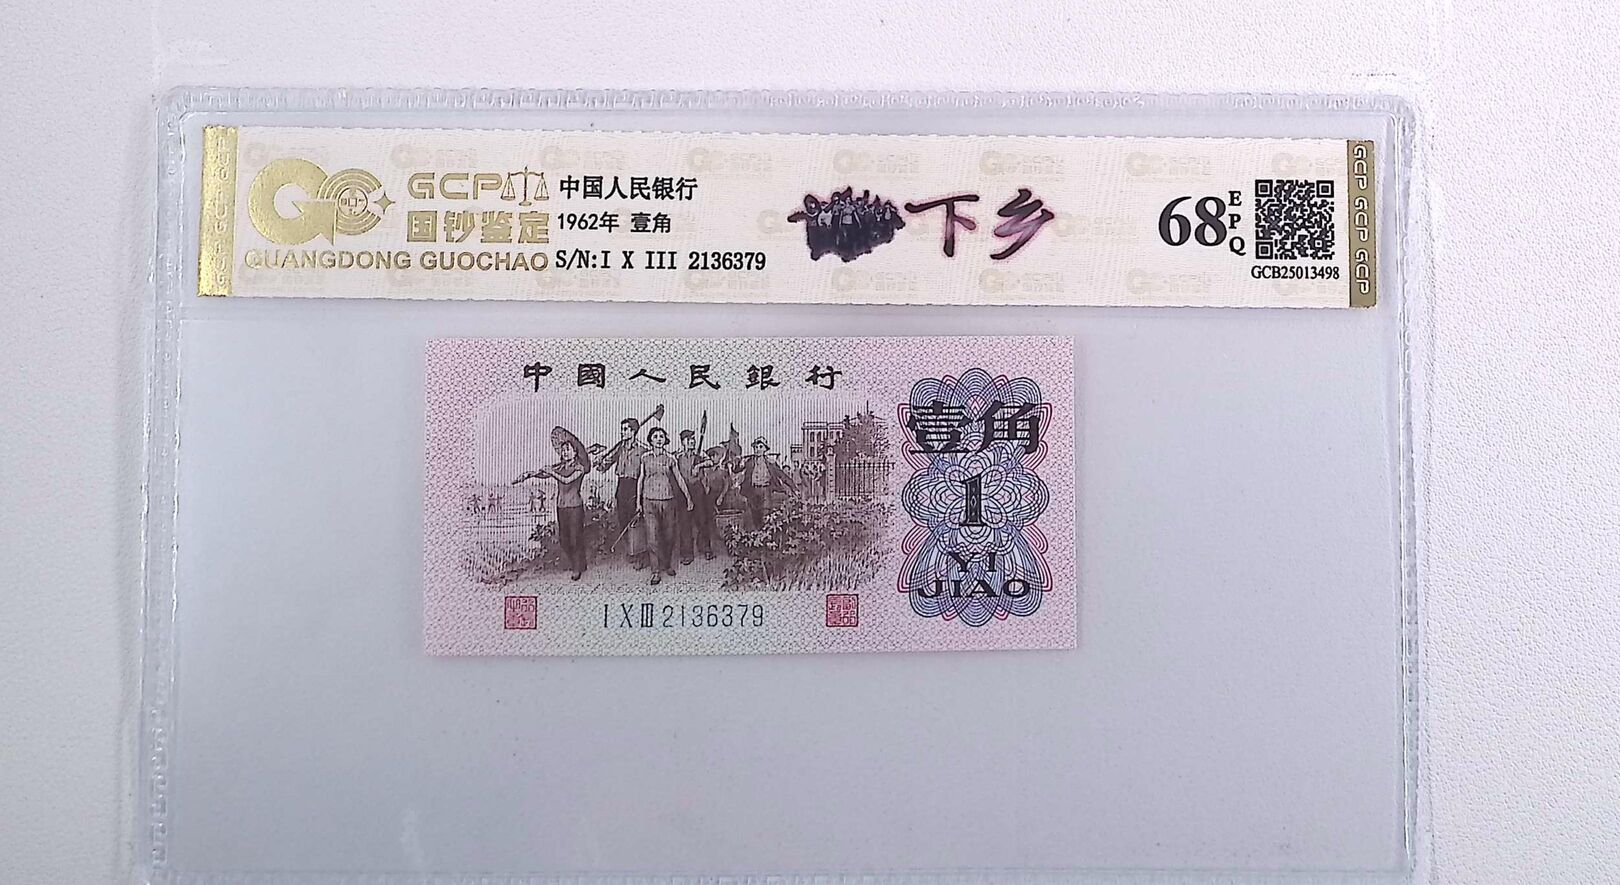 GCP
国钞鉴定
GUANGDONG GUOCHAO
中国人民银行
1962年 壹角
S/N:I X III 2136379
下乡
68 EPQ
GCB25013498
GCP GCP GCP
中國人民銀行
壹角
1
YI
JIAO
I X III 2136379